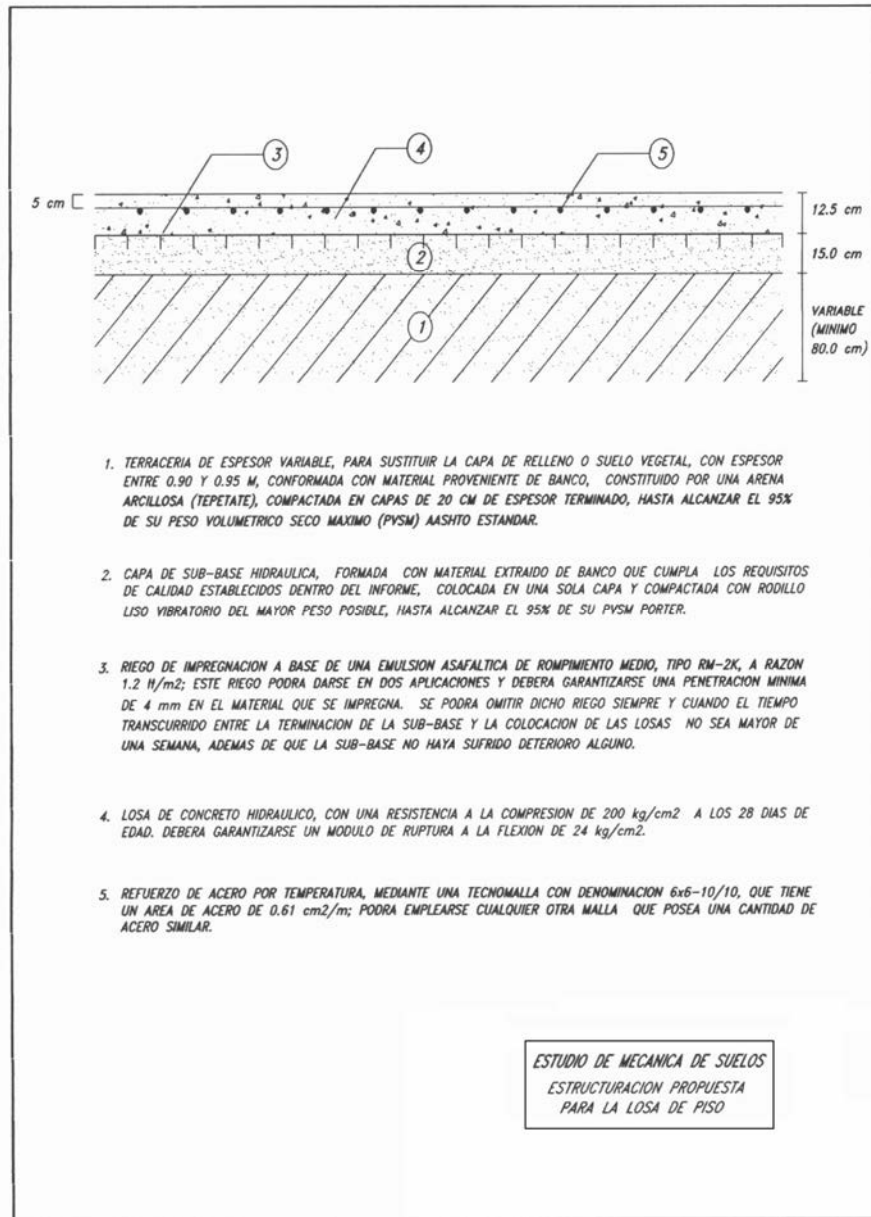 3
4
5
5 cm
12.5 cm
2
15.0 cm
1
VARIABLE
(MINIMO
80.0 cm)
1. TERRACERIA DE ESPESOR VARIABLE, PARA SUSTITUIR LA CAPA DE RELLENO O SUELO VEGETAL, CON ESPESOR
ENTRE 0.90 Y 0.95 M, CONFORMADA CON MATERIAL PROVENIENTE DE BANCO, CONSTITUIDO POR UNA ARENA
ARCILLOSA (TEPETATE), COMPACTADA EN CAPAS DE 20 CM DE ESPESOR TERMINADO, HASTA ALCANZAR EL 95%
DE SU PESO VOLUMETRICO SECO MAXIMO (PVSM) AASHTO ESTANDAR.
2. CAPA DE SUB-BASE HIDRAULICA, FORMADA CON MATERIAL EXTRAIDO DE BANCO QUE CUMPLA LOS REQUISITOS
DE CALIDAD ESTABLECIDOS DENTRO DEL INFORME, COLOCADA EN UNA SOLA CAPA Y COMPACTADA CON RODILLO
LISO VIBRATORIO DEL MAYOR PESO POSIBLE, HASTA ALCANZAR EL 95% DE SU PVSM PORTER.
3. RIEGO DE IMPREGNACION A BASE DE UNA EMULSION ASAFALTICA DE ROMPIMIENTO MEDIO, TIPO RM-2K, A RAZON
1.2 lt/m2; ESTE RIEGO PODRA DARSE EN DOS APLICACIONES Y DEBERA GARANTIZARSE UNA PENETRACION MINIMA
DE 4 mm EN EL MATERIAL QUE SE IMPREGNA. SE PODRA OMITIR DICHO RIEGO SIEMPRE Y CUANDO EL TIEMPO
TRANSCURRIDO ENTRE LA TERMINACION DE LA SUB-BASE Y LA COLOCACION DE LAS LOSAS NO SEA MAYOR DE
UNA SEMANA, ADEMAS DE QUE LA SUB-BASE NO HAYA SUFRIDO DETERIORO ALGUNO.
4. LOSA DE CONCRETO HIDRAULICO, CON UNA RESISTENCIA A LA COMPRESION DE 200 kg/cm2 A LOS 28 DIAS DE
EDAD. DEBERA GARANTIZARSE UN MODULO DE RUPTURA A LA FLEXION DE 24 kg/cm2.
5. REFUERZO DE ACERO POR TEMPERATURA, MEDIANTE UNA TECNOMALLA CON DENOMINACION 6x6-10/10, QUE TIENE
UN AREA DE ACERO DE 0.61 cm2/m; PODRA EMPLEARSE CUALQUIER OTRA MALLA QUE POSEA UNA CANTIDAD DE
ACERO SIMILAR.
ESTUDIO DE MECANICA DE SUELOS
ESTRUCTURACION PROPUESTA
PARA LA LOSA DE PISO